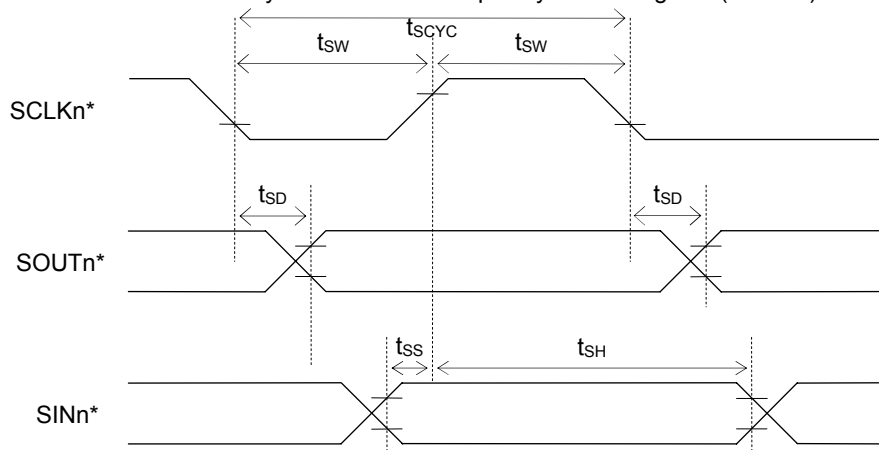 tSCYC
tSW tSW
SCLKn*
tSD tSD
SOUTn*
tSS tSH
SINn*